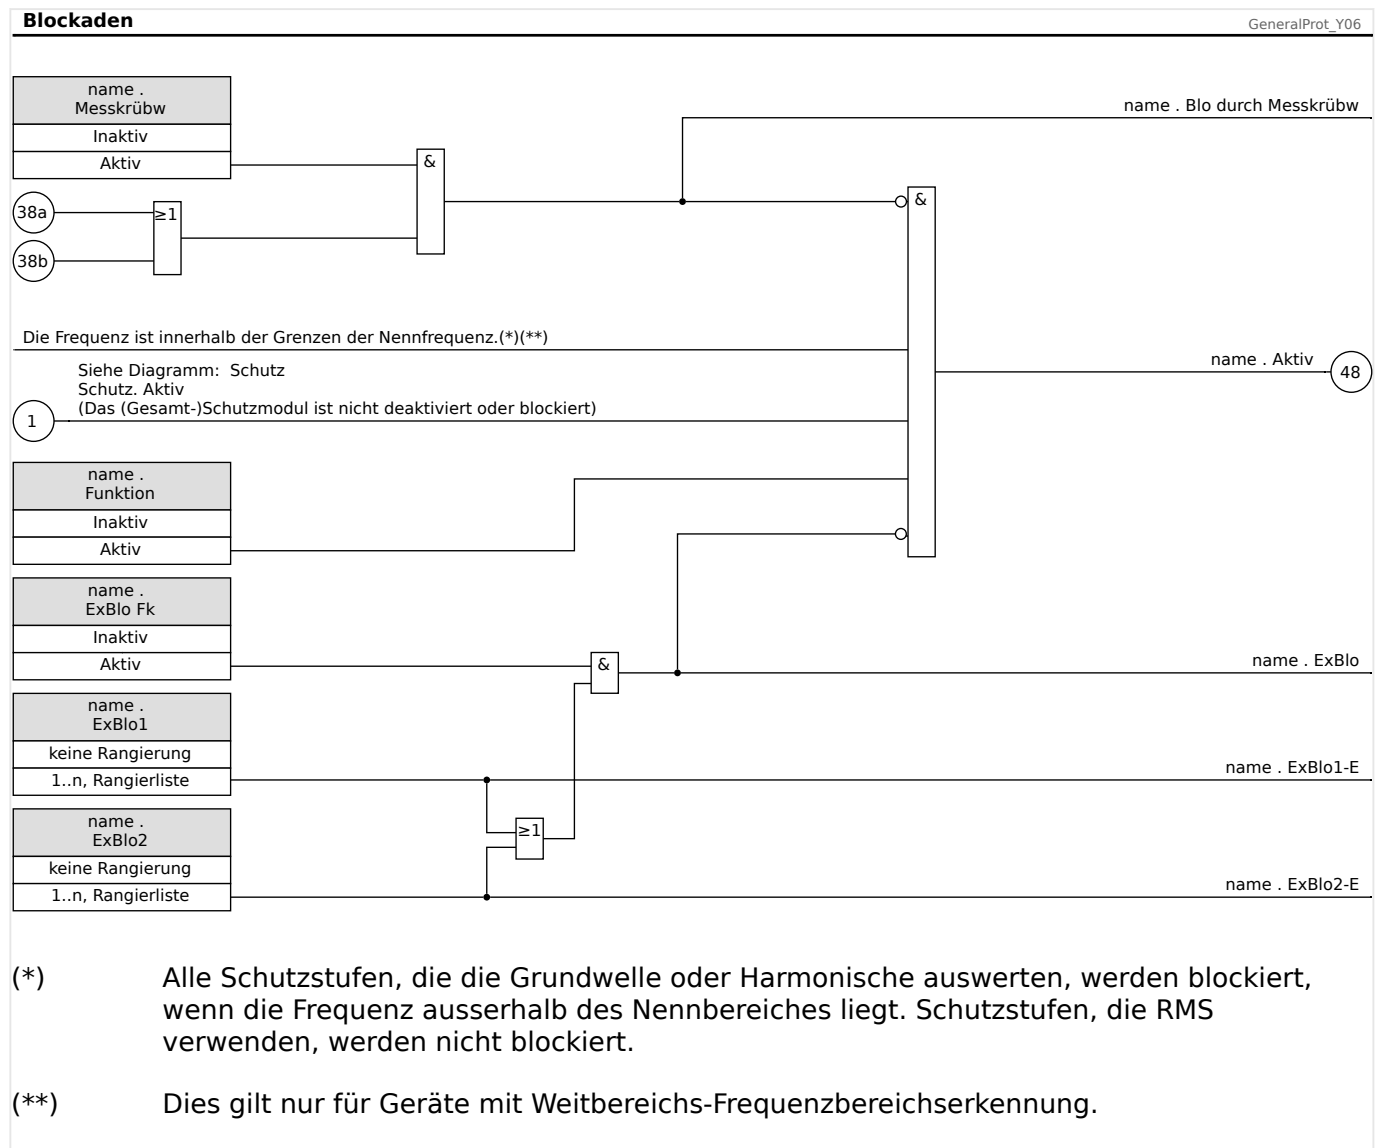 Blockaden
GeneralProt_Y06
name .
Messkrübw
Inaktiv
Aktiv
name . Blo durch Messkrübw
&
&
38a
≥1
38b
Die Frequenz ist innerhalb der Grenzen der Nennfrequenz.(*)(**)
name . Aktiv
48
Siehe Diagramm: Schutz
Schutz. Aktiv
(Das (Gesamt-)Schutzmodul ist nicht deaktiviert oder blockiert)
1
name .
Funktion
Inaktiv
Aktiv
name .
ExBlo Fk
Inaktiv
Aktiv
&
name . ExBlo
name .
ExBlo1
keine Rangierung
1..n, Rangierliste
name . ExBlo1-E
name .
ExBlo2
≥1
keine Rangierung
1..n, Rangierliste
name . ExBlo2-E
(*) Alle Schutzstufen, die die Grundwelle oder Harmonische auswerten, werden blockiert,
wenn die Frequenz ausserhalb des Nennbereiches liegt. Schutzstufen, die RMS
verwenden, werden nicht blockiert.
(**) Dies gilt nur für Geräte mit Weitbereichs-Frequenzbereichserkennung.